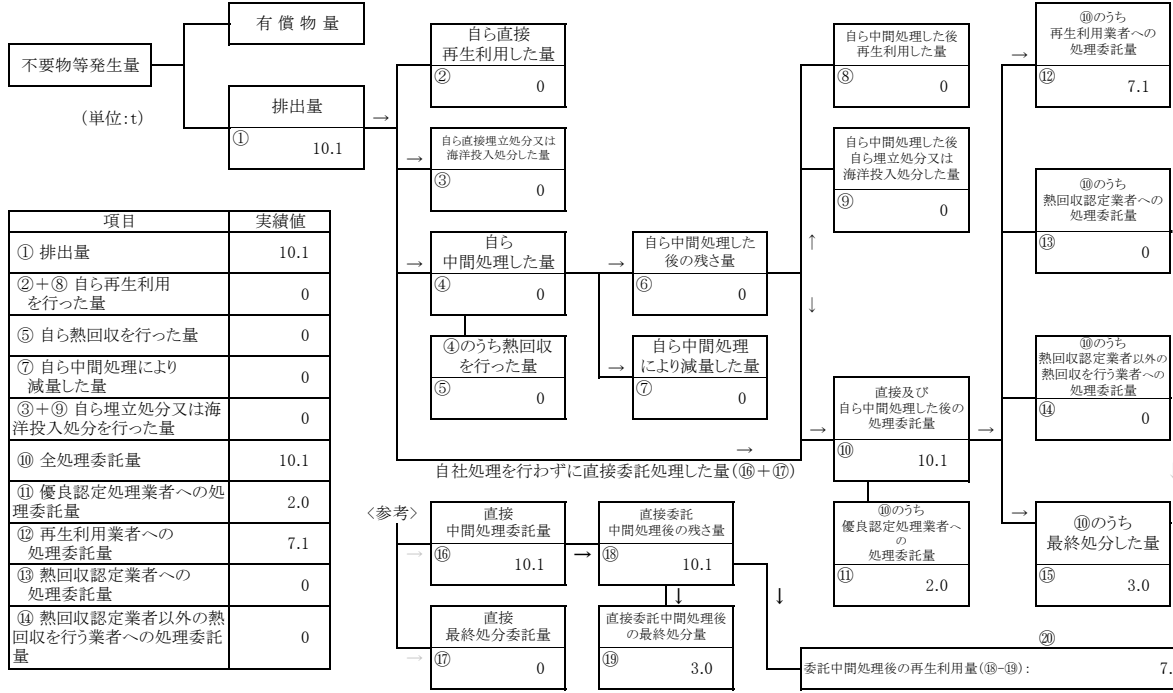 有 償 物 量
不要物等発生量
(単位:t)
排出量
①
10.1
→
自ら直接
再生利用した量
②
0
→
自ら直接埋立処分又は
海洋投入処分した量
③
0
→
自ら
中間処理した量
④
0
④のうち熱回収
を行った量
⑤
0
→
自ら中間処理した
後の残さ量
⑥
0
→
自ら中間処理
により減量した量
⑦
0
自ら中間処理した後
再生利用した量
⑧
0
自ら中間処理した後
自ら埋立処分又は
海洋投入処分した量
⑨
0
↑
↓
→
自社処理を行わずに直接委託処理した量(⑯+⑰)
→
直接及び
自ら中間処理した後の
処理委託量
⑩
10.1
⑩のうち
優良認定処理業者へ
の
処理委託量
⑪
2.0
→
→
⑩のうち
再生利用業者への
処理委託量
⑫
7.1
⑩のうち
熱回収認定業者への
処理委託量
⑬
0
⑩のうち
熱回収認定業者以外の
熱回収を行う業者への
処理委託量
⑭
0
→
⑩のうち
最終処分した量
⑮
3.0
項目 実績値
① 排出量 10.1
②+⑧ 自ら再生利用
を行った量 0
⑤ 自ら熱回収を行った量 0
⑦ 自ら中間処理により
減量した量 0
③+⑨ 自ら埋立処分又は海
洋投入処分を行った量 0
⑩ 全処理委託量 10.1
⑪ 優良認定処理業者への処
理委託量 2.0
⑫ 再生利用業者への
処理委託量 7.1
⑬ 熱回収認定業者への
処理委託量 0
⑭ 熱回収認定業者以外の熱
回収を行う業者への処理委託
量 0
〈参考〉
→
直接
中間処理委託量
⑯
10.1
→
直接委託
中間処理後の残さ量
⑱
10.1
↓
↓
→
直接
最終処分委託量
⑰
0
直接委託中間処理後
の最終処分量
⑲
3.0
⑳
委託中間処理後の再生利用量(⑱-⑲): 7.